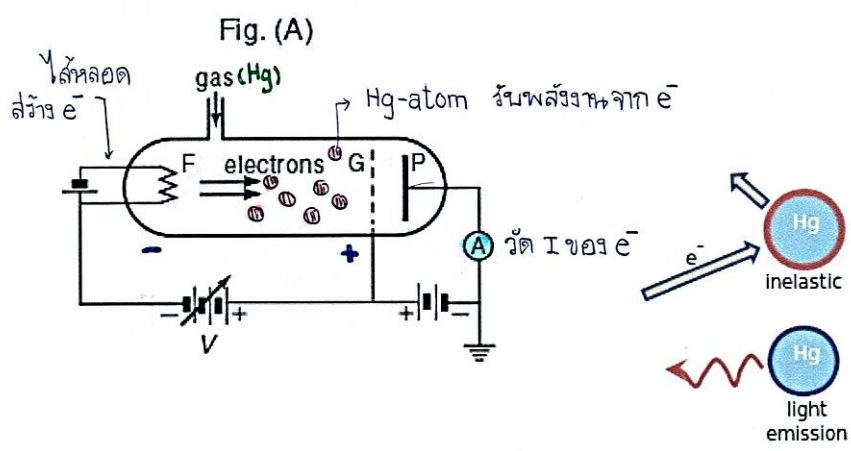 Fig. (A)
ไส้หลอด
สร้าง e⁻
gas (Hg)
Hg-atom รับพลังงานจาก e⁻
F electrons G P
- +
A วัด I ของ e⁻
- + + -
V
Hg
e⁻
inelastic
Hg
light
emission